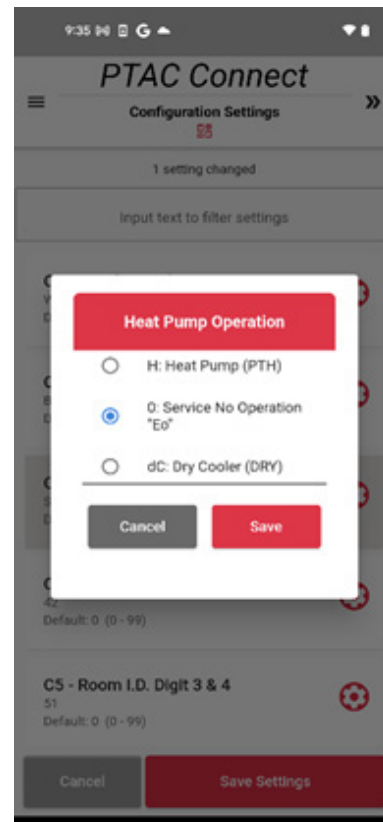 9:35
PTAC Connect
Configuration Settings
1 setting changed
Input text to filter settings
Heat Pump Operation
H: Heat Pump (PTH)
0: Service No Operation
"Eo"
dC: Dry Cooler (DRY)
Cancel
Save
42
Default: 0 (0 - 99)
C5 - Room I.D. Digit 3 & 4
51
Default: 0 (0 - 99)
Cancel
Save Settings